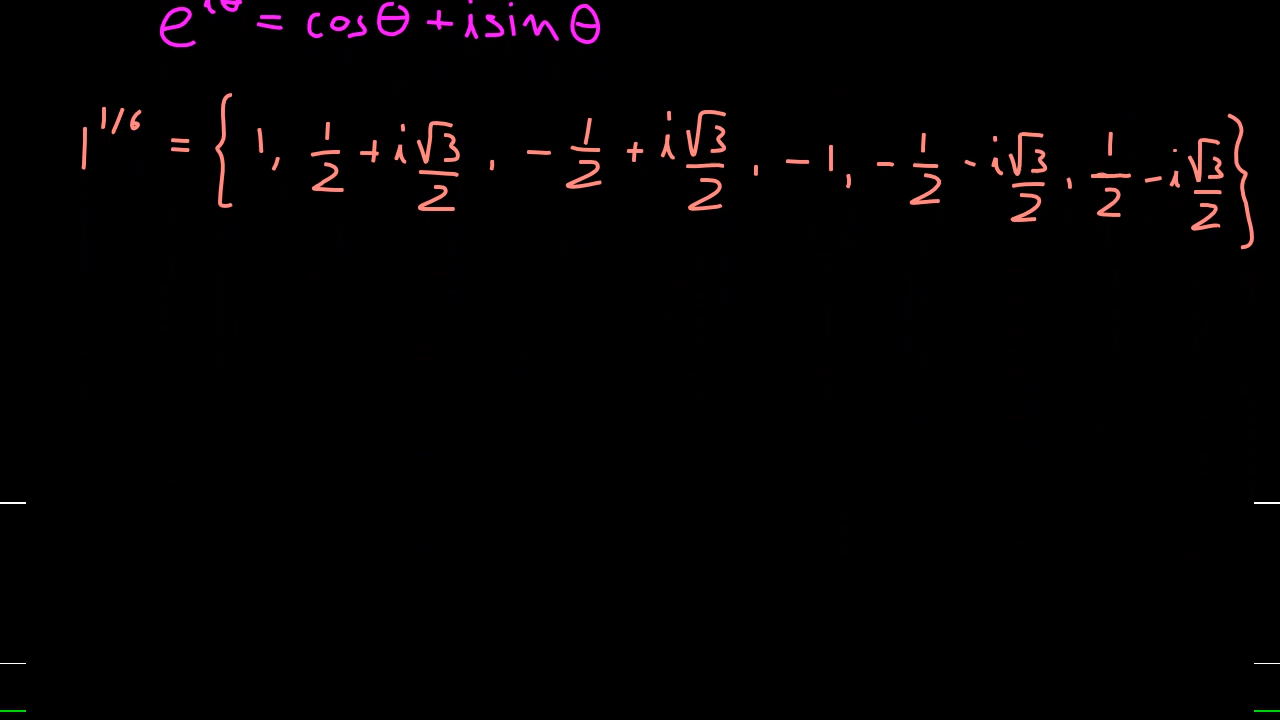 e^{iθ} = cosθ + i sin θ
1^{1/6} = { 1, 1/2 + i√3/2, -1/2 + i√3/2, -1, -1/2 - i√3/2, 1/2 - i√3/2 }